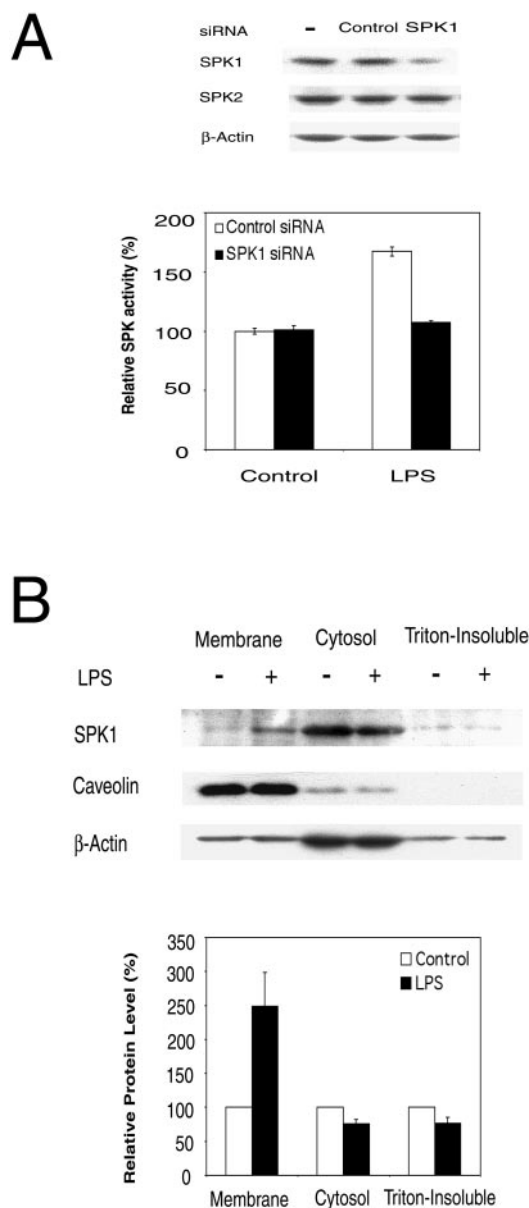 A
siRNA - Control SPK1
SPK1
SPK2
β-Actin
200
150
100
50
0
Relative SPK activity (%)
Control siRNA
SPK1 siRNA
Control LPS
B
Membrane Cytosol Triton-Insoluble
LPS - + - + - +
SPK1
Caveolin
β-Actin
350
300
250
200
150
100
50
0
Relative Protein Level (%)
Control
LPS
Membrane Cytosol Triton-Insoluble